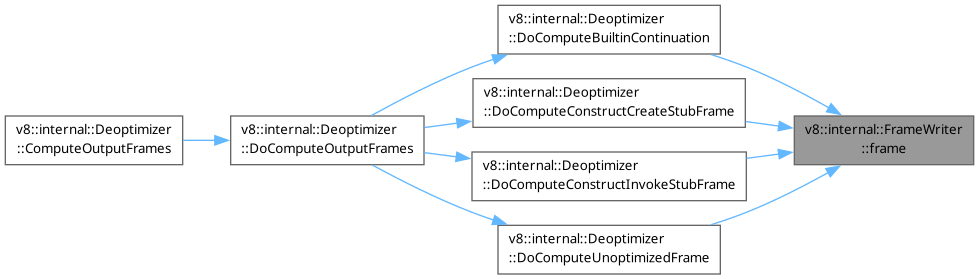 v8::internal::Deoptimizer
::ComputeOutputFrames
v8::internal::Deoptimizer
::DoComputeOutputFrames
v8::internal::Deoptimizer
::DoComputeBuiltinContinuation
v8::internal::Deoptimizer
::DoComputeConstructCreateStubFrame
v8::internal::Deoptimizer
::DoComputeConstructInvokeStubFrame
v8::internal::Deoptimizer
::DoComputeUnoptimizedFrame
v8::internal::FrameWriter
::frame